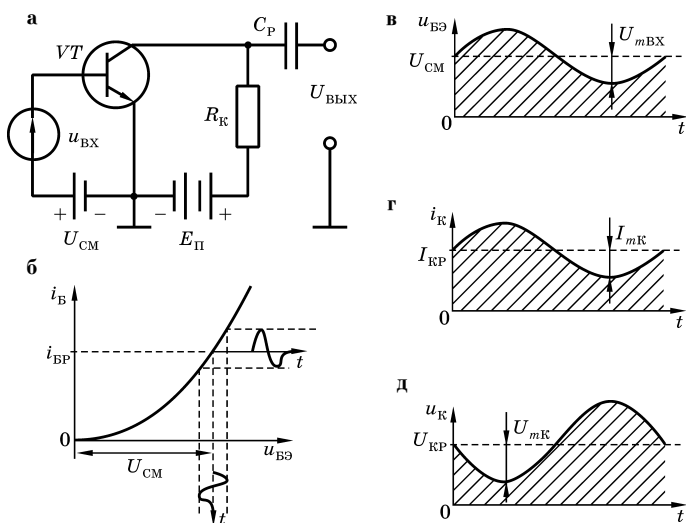 а
C_Р
VT
U_ВЫХ
R_К
u_ВХ
+ −
− +
U_СМ
E_П
б
i_Б
i_БР
t
0
U_СМ
u_БЭ
t
в
u_БЭ
U_СМ
U_mВХ
0
t
г
i_К
I_КР
I_mК
0
t
д
u_К
U_КР
U_mК
0
t